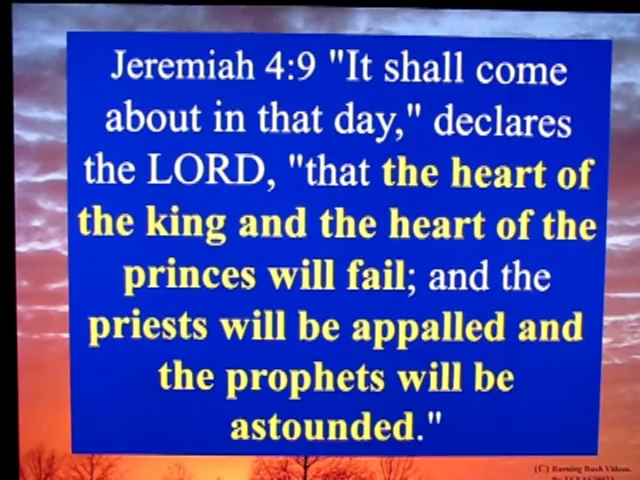 Jeremiah 4:9 "It shall come
about in that day," declares
the LORD, "that the heart of
the king and the heart of the
princes will fail; and the
priests will be appalled and
the prophets will be
astounded."
(C) Burning Bush Videos